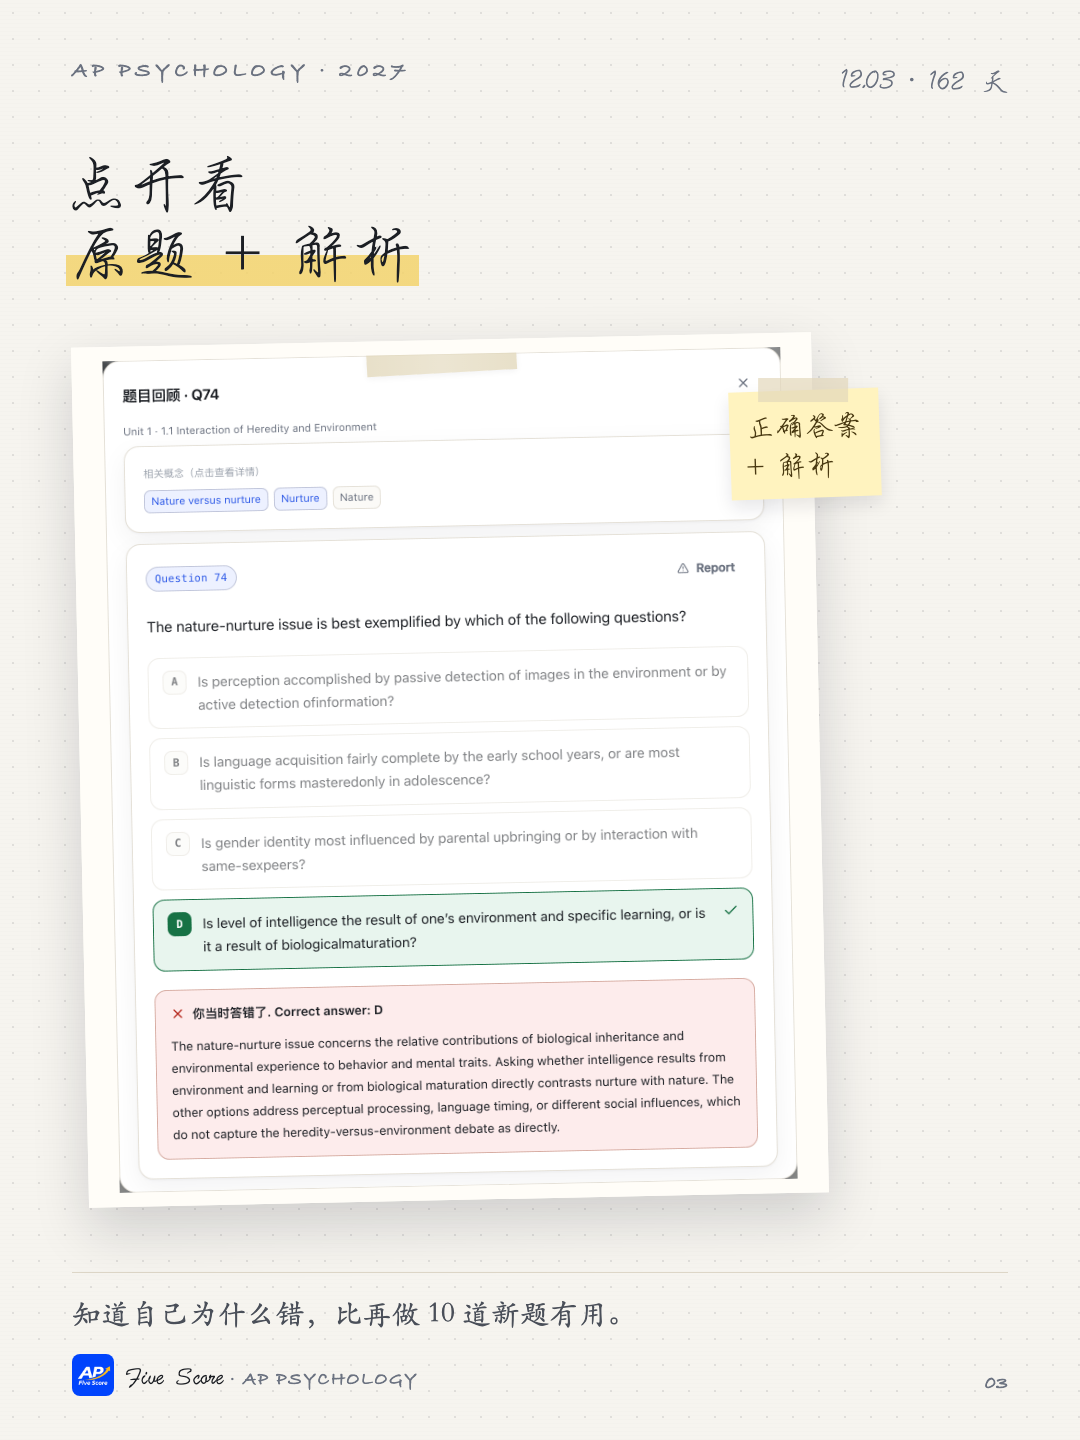 AP PSYCHOLOGY · 2027
12.03 · 162 天
点开看
原题 + 解析
题目回顾 · Q74
×
Unit 1 · 1.1 Interaction of Heredity and Environment
正确答案
+ 解析
相关概念（点击查看详情）
Nature versus nurture Nurture Nature
Question 74
Report
The nature-nurture issue is best exemplified by which of the following questions?
A Is perception accomplished by passive detection of images in the environment or by
active detection ofinformation?
B Is language acquisition fairly complete by the early school years, or are most
linguistic forms masteredonly in adolescence?
C Is gender identity most influenced by parental upbringing or by interaction with
same-sexpeers?
D Is level of intelligence the result of one's environment and specific learning, or is
it a result of biologicalmaturation?
你当时答错了. Correct answer: D
The nature-nurture issue concerns the relative contributions of biological inheritance and
environmental experience to behavior and mental traits. Asking whether intelligence results from
environment and learning or from biological maturation directly contrasts nurture with nature. The
other options address perceptual processing, language timing, or different social influences, which
do not capture the heredity-versus-environment debate as directly.
知道自己为什么错，比再做 10 道新题有用。
AP
Five Score
Five Score · AP PSYCHOLOGY
03